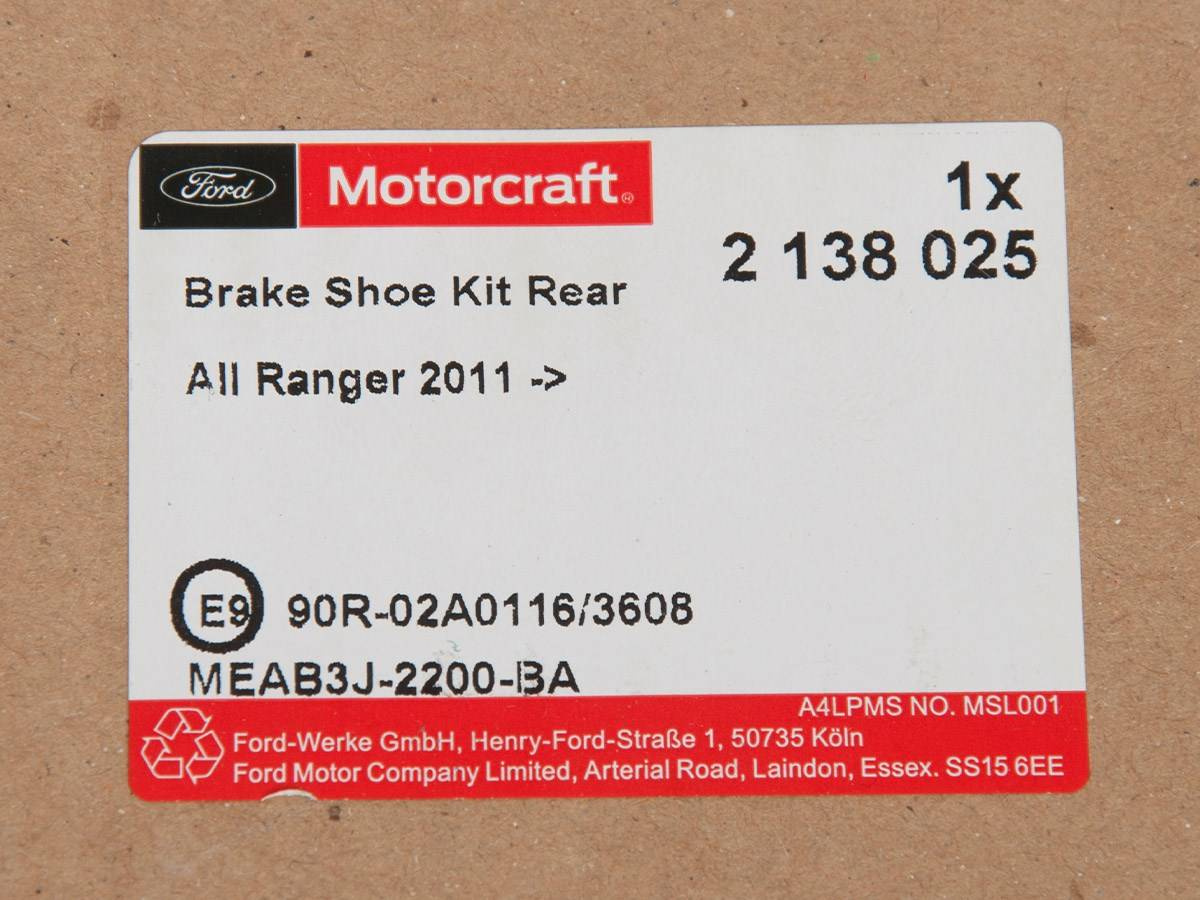 Ford Motorcraft®
1x
2 138 025
Brake Shoe Kit Rear
All Ranger 2011 ->
E9 90R-02A0116/3608
MEAB3J-2200-BA
A4LPMS NO. MSL001
Ford-Werke GmbH, Henry-Ford-Straße 1, 50735 Köln
Ford Motor Company Limited, Arterial Road, Laindon, Essex. SS15 6EE